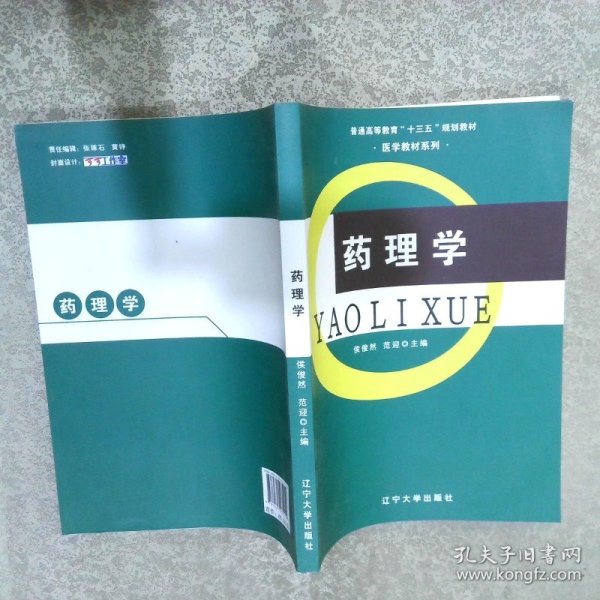 责任编辑：张琢石 黄铮
封面设计：
药理学
药理学
侯俊然 范迎◎主编
辽宁大学出版社
普通高等教育“十三五”规划教材
·医学教材系列·
药理学
YAO LI XUE
侯俊然 范迎◎主编
辽宁大学出版社
孔夫子旧书网
www.kongfz.com